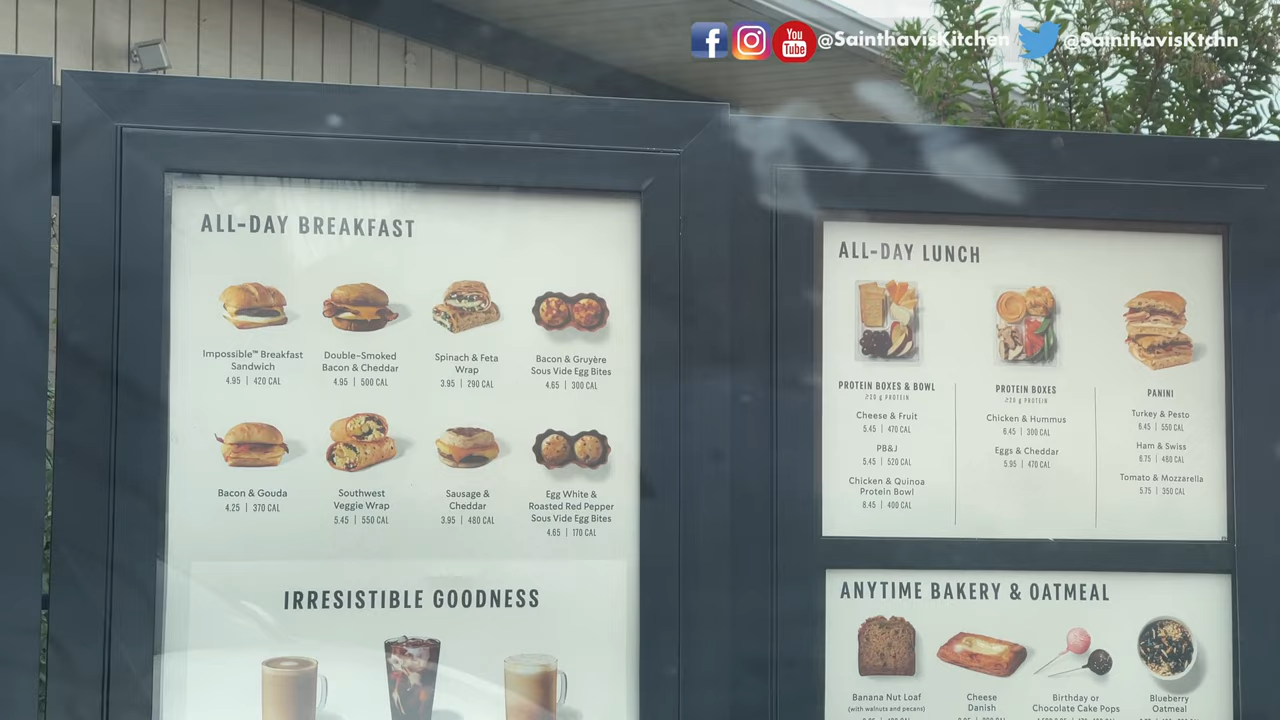 @SainthavisKitchen @SainthavisKtchn
You
Tube
ALL-DAY BREAKFAST
Impossible™ Breakfast
Sandwich
4.95 | 420 CAL
Double-Smoked
Bacon & Cheddar
4.95 | 500 CAL
Spinach & Feta
Wrap
3.95 | 290 CAL
Bacon & Gruyère
Sous Vide Egg Bites
4.65 | 300 CAL
Bacon & Gouda
4.25 | 370 CAL
Southwest
Veggie Wrap
5.45 | 550 CAL
Sausage &
Cheddar
3.95 | 480 CAL
Egg White &
Roasted Red Pepper
Sous Vide Egg Bites
4.65 | 170 CAL
IRRESISTIBLE GOODNESS
ALL-DAY LUNCH
PROTEIN BOXES & BOWL
≥20 g PROTEIN
Cheese & Fruit
5.45 | 470 CAL
PB&J
5.45 | 520 CAL
Chicken & Quinoa
Protein Bowl
8.45 | 400 CAL
PROTEIN BOXES
≥20 g PROTEIN
Chicken & Hummus
6.45 | 300 CAL
Eggs & Cheddar
5.95 | 470 CAL
PANINI
Turkey & Pesto
6.45 | 550 CAL
Ham & Swiss
6.75 | 480 CAL
Tomato & Mozzarella
5.75 | 350 CAL
ANYTIME BAKERY & OATMEAL
Banana Nut Loaf
(with walnuts and pecans)
Cheese
Danish
Birthday or
Chocolate Cake Pops
Blueberry
Oatmeal